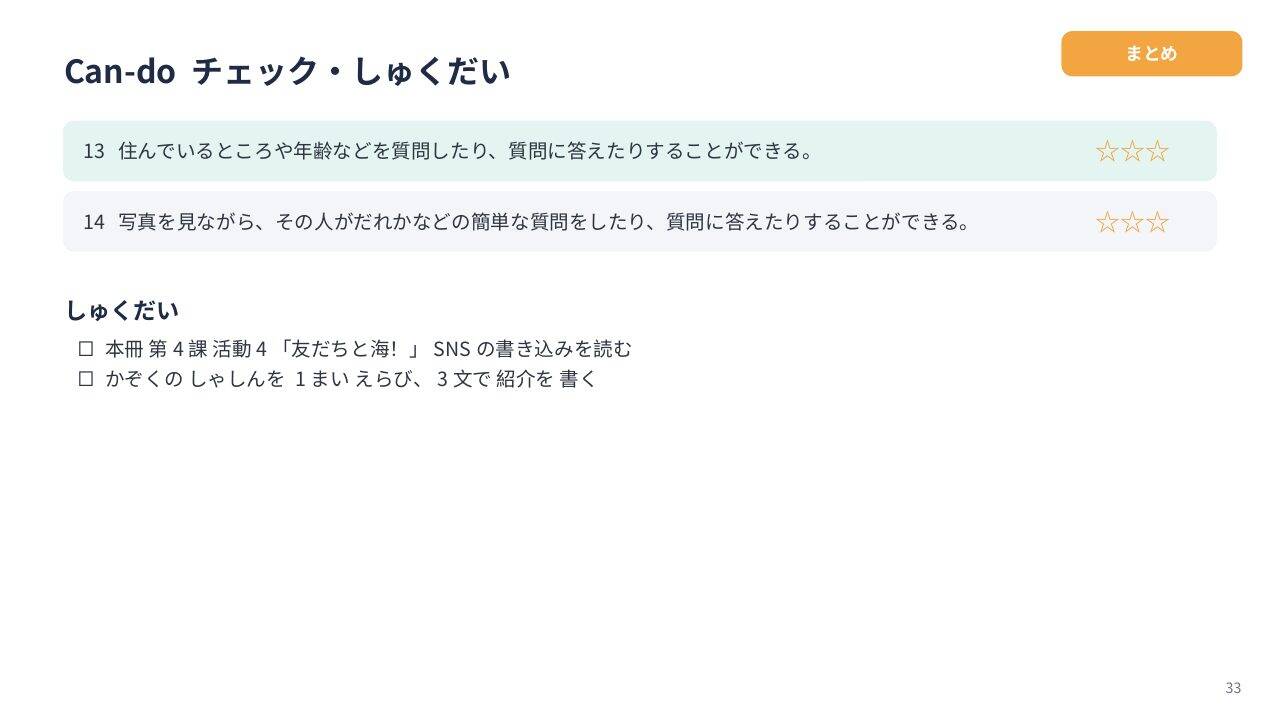 Can-do チェック・しゅくだい
まとめ
13 住んでいるところや年齢などを質問したり、質問に答えたりすることができる。 ☆☆☆
14 写真を見ながら、その人がだれかなどの簡単な質問をしたり、質問に答えたりすることができる。 ☆☆☆
しゅくだい
☐ 本冊 第 4 課 活動 4 「友だちと海！」 SNS の書き込みを読む
☐ かぞくの しゃしんを 1 まい えらび、 3 文で 紹介を 書く
33